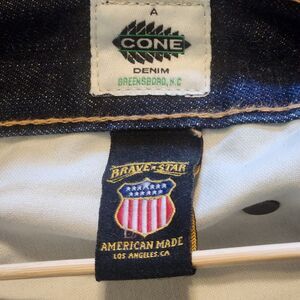 A
CONE
DENIM
GREENSBORO, N.C
BRAVE★STAR
AMERICAN MADE
LOS ANGELES, CA